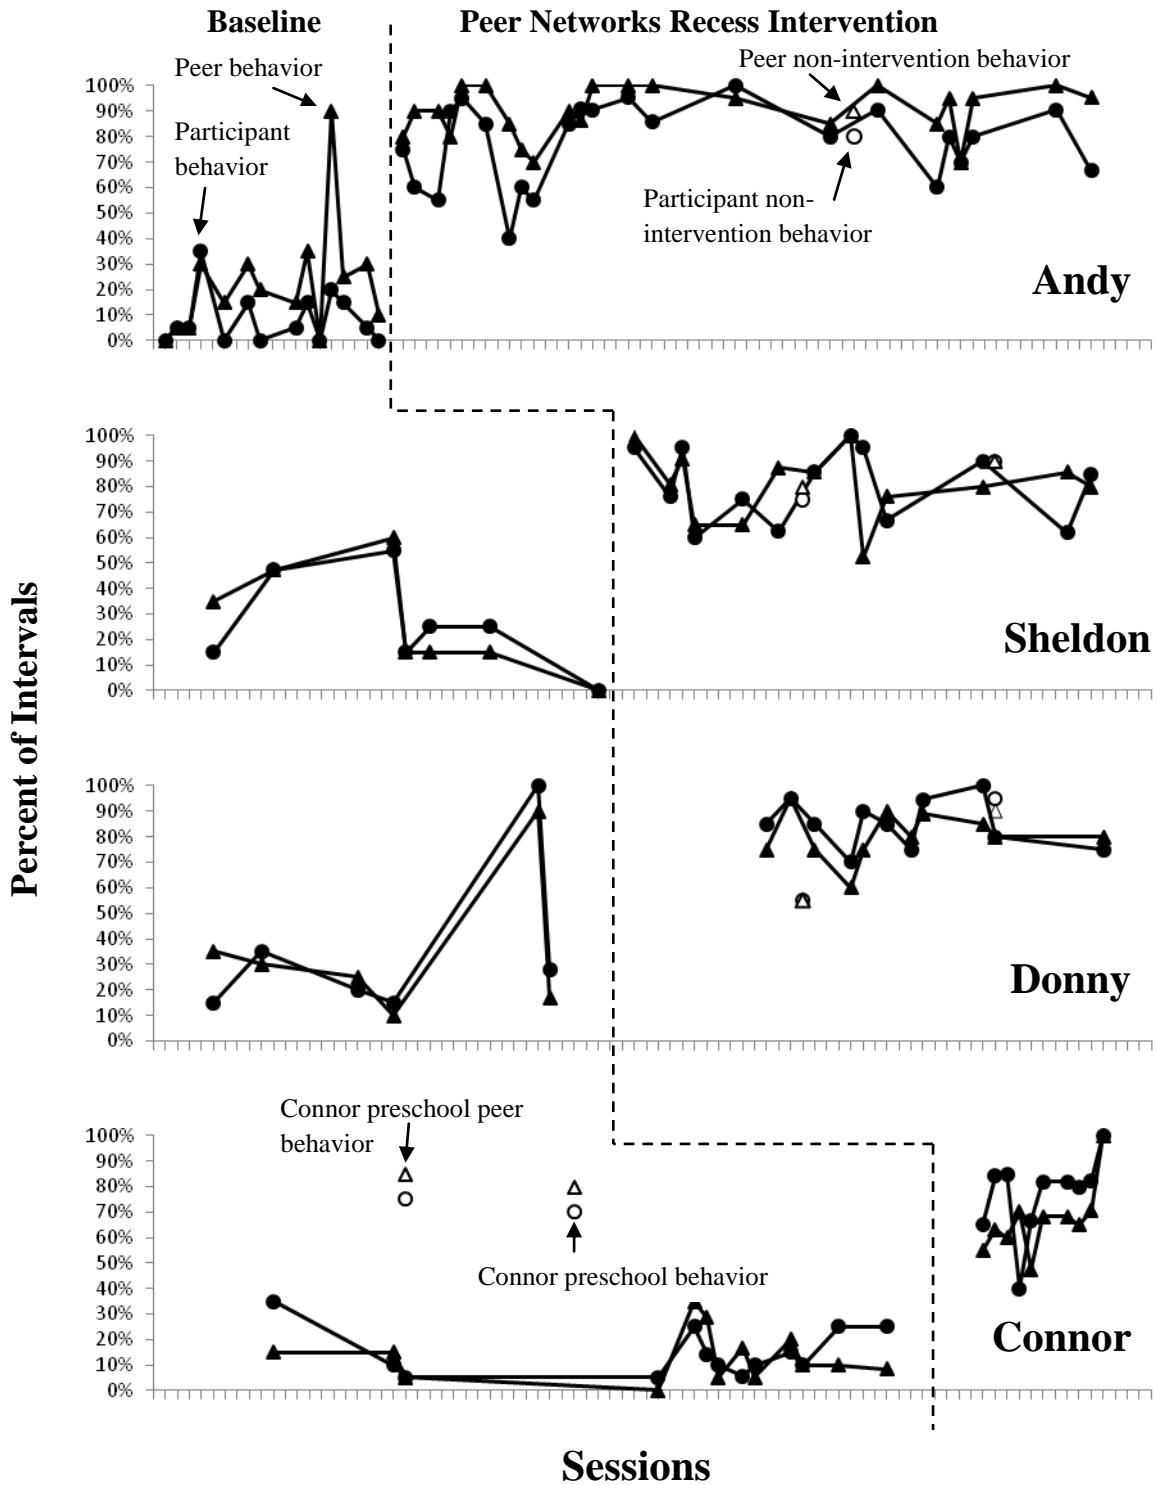 Baseline
Peer Networks Recess Intervention
Peer behavior
Participant
behavior
Peer non-intervention behavior
Participant non-
intervention behavior
100%
90%
80%
70%
60%
50%
40%
30%
20%
10%
0%
Andy
100%
90%
80%
70%
60%
50%
40%
30%
20%
10%
0%
Sheldon
Percent of Intervals
100%
90%
80%
70%
60%
50%
40%
30%
20%
10%
0%
Donny
Connor preschool peer
behavior
100%
90%
80%
70%
60%
50%
40%
30%
20%
10%
0%
Connor preschool behavior
Connor
Sessions